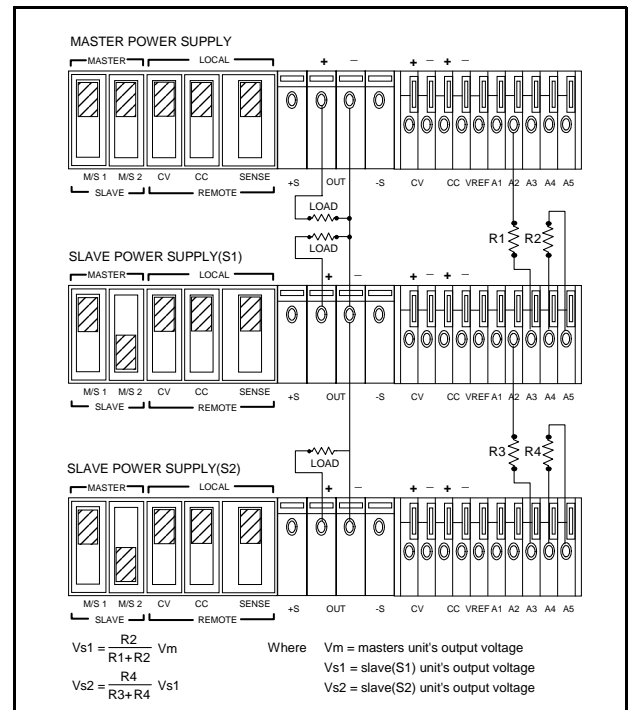 MASTER POWER SUPPLY
MASTER LOCAL + − + − + −
M/S 1 M/S 2 CV CC SENSE +S OUT -S CV CC VREF A1 A2 A3 A4 A5
SLAVE REMOTE
LOAD
LOAD
R1 R2
SLAVE POWER SUPPLY(S1)
MASTER LOCAL + − + − + −
M/S 1 M/S 2 CV CC SENSE +S OUT -S CV CC VREF A1 A2 A3 A4 A5
SLAVE REMOTE
R3 R4
LOAD
SLAVE POWER SUPPLY(S2)
MASTER LOCAL + − + − + −
M/S 1 M/S 2 CV CC SENSE +S OUT -S CV CC VREF A1 A2 A3 A4 A5
SLAVE REMOTE
Vs1 = R2 / R1+R2 Vm
Where Vm = masters unit's output voltage
Vs1 = slave(S1) unit's output voltage
Vs2 = R4 / R3+R4 Vs1
Vs2 = slave(S2) unit's output voltage